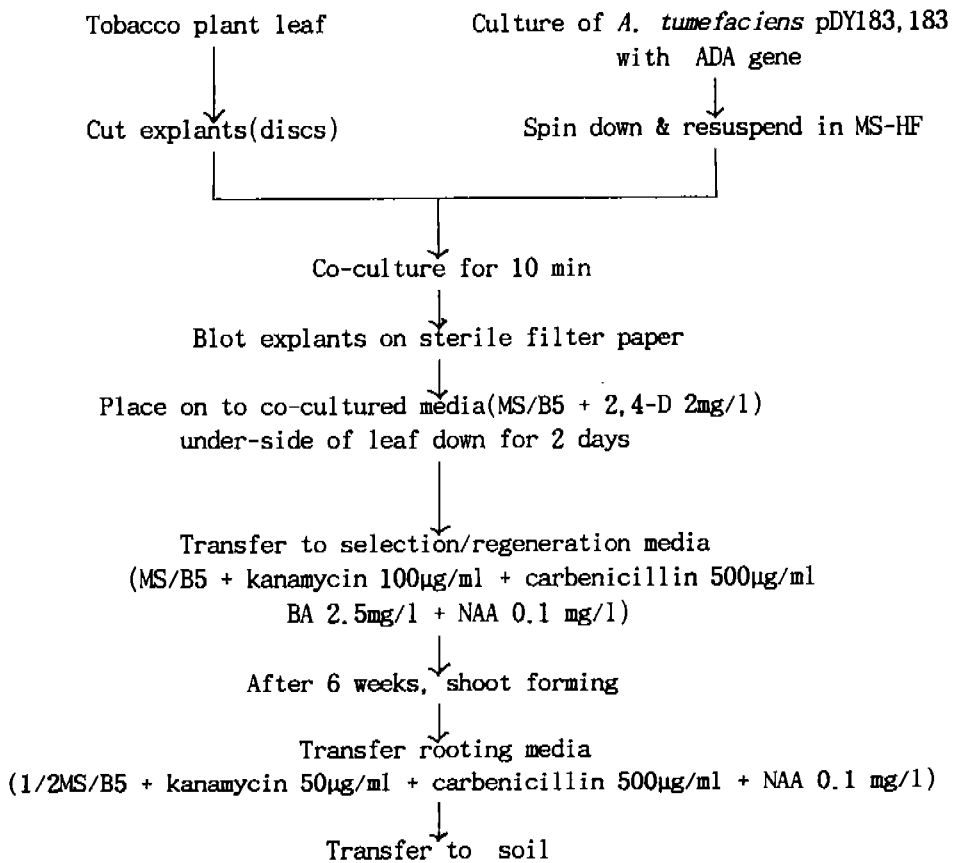 Tobacco plant leaf
Culture of A. tumefaciens pDY183,183
with ADA gene
Cut explants(discs)
Spin down & resuspend in MS-HF
Co-culture for 10 min
Blot explants on sterile filter paper
Place on to co-cultured media(MS/B5 + 2,4-D 2mg/l)
under-side of leaf down for 2 days
Transfer to selection/regeneration media
(MS/B5 + kanamycin 100μg/ml + carbenicillin 500μg/ml
BA 2.5mg/l + NAA 0.1 mg/l)
After 6 weeks, shoot forming
Transfer rooting media
(1/2MS/B5 + kanamycin 50μg/ml + carbenicillin 500μg/ml + NAA 0.1 mg/l)
Transfer to soil